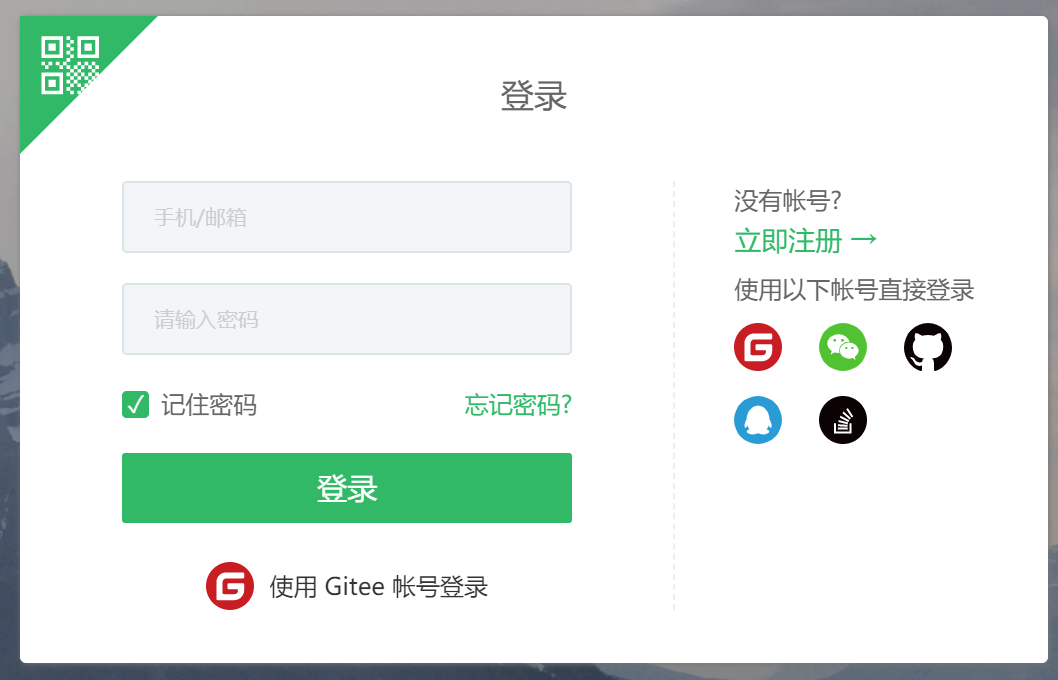 登录
手机/邮箱
请输入密码
记住密码
忘记密码?
登录
使用 Gitee 帐号登录
没有帐号?
立即注册 →
使用以下帐号直接登录